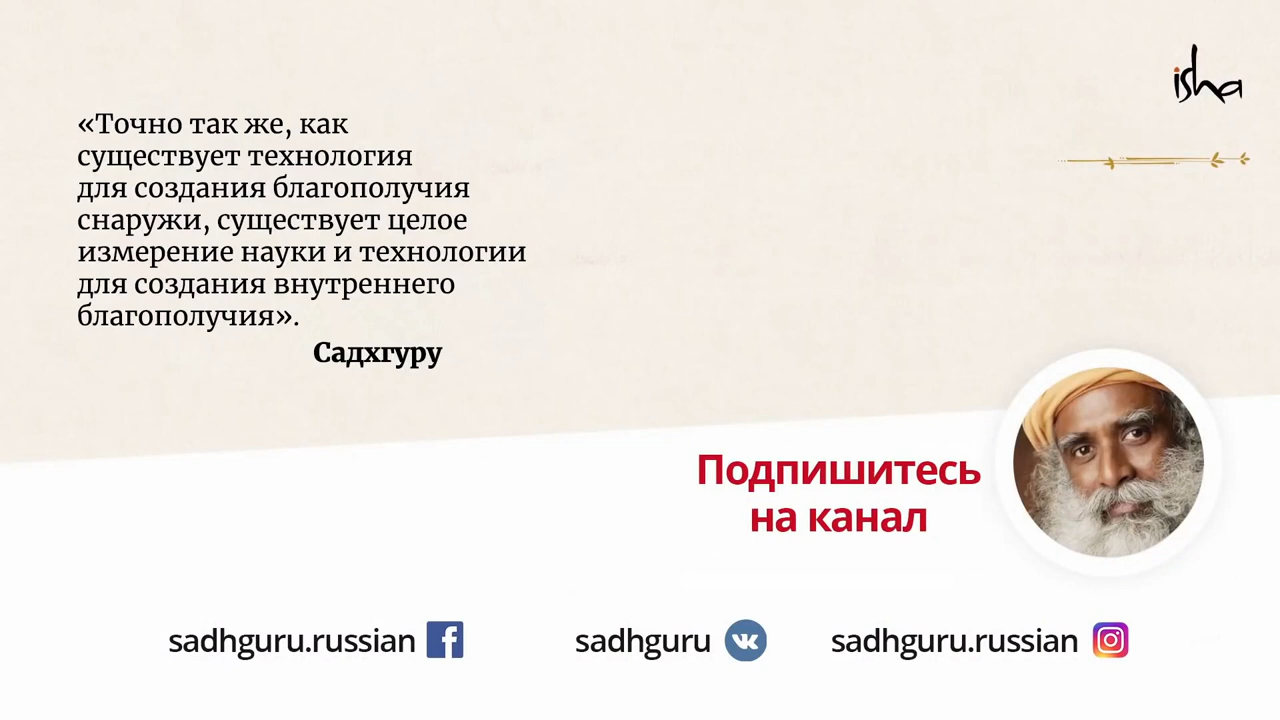 isha
«Точно так же, как
существует технология
для создания благополучия
снаружи, существует целое
измерение науки и технологии
для создания внутреннего
благополучия».
Садхгуру
Подпишитесь
на канал
sadhguru.russian
sadhguru
sadhguru.russian